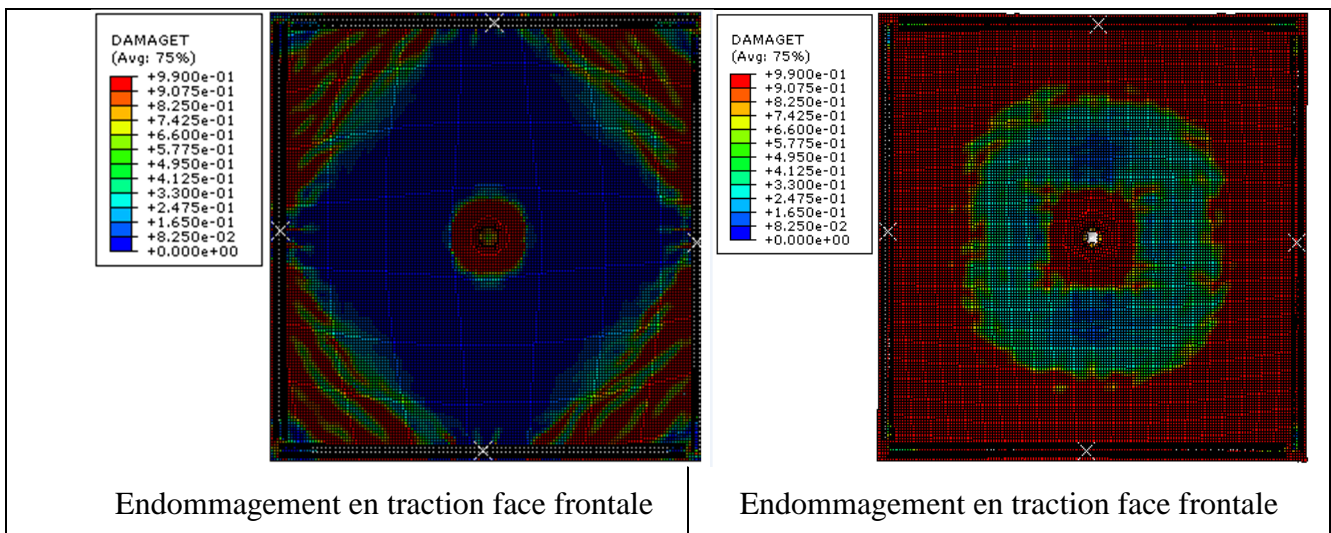 DAMAGET
(Avg: 75%)
+9.900e-01
+9.075e-01
+8.250e-01
+7.425e-01
+6.600e-01
+5.775e-01
+4.950e-01
+4.125e-01
+3.300e-01
+2.475e-01
+1.650e-01
+8.250e-02
+0.000e+00
DAMAGET
(Avg: 75%)
+9.900e-01
+9.075e-01
+8.250e-01
+7.425e-01
+6.600e-01
+5.775e-01
+4.950e-01
+4.125e-01
+3.300e-01
+2.475e-01
+1.650e-01
+8.250e-02
+0.000e+00
Endommagement en traction face frontale
Endommagement en traction face frontale